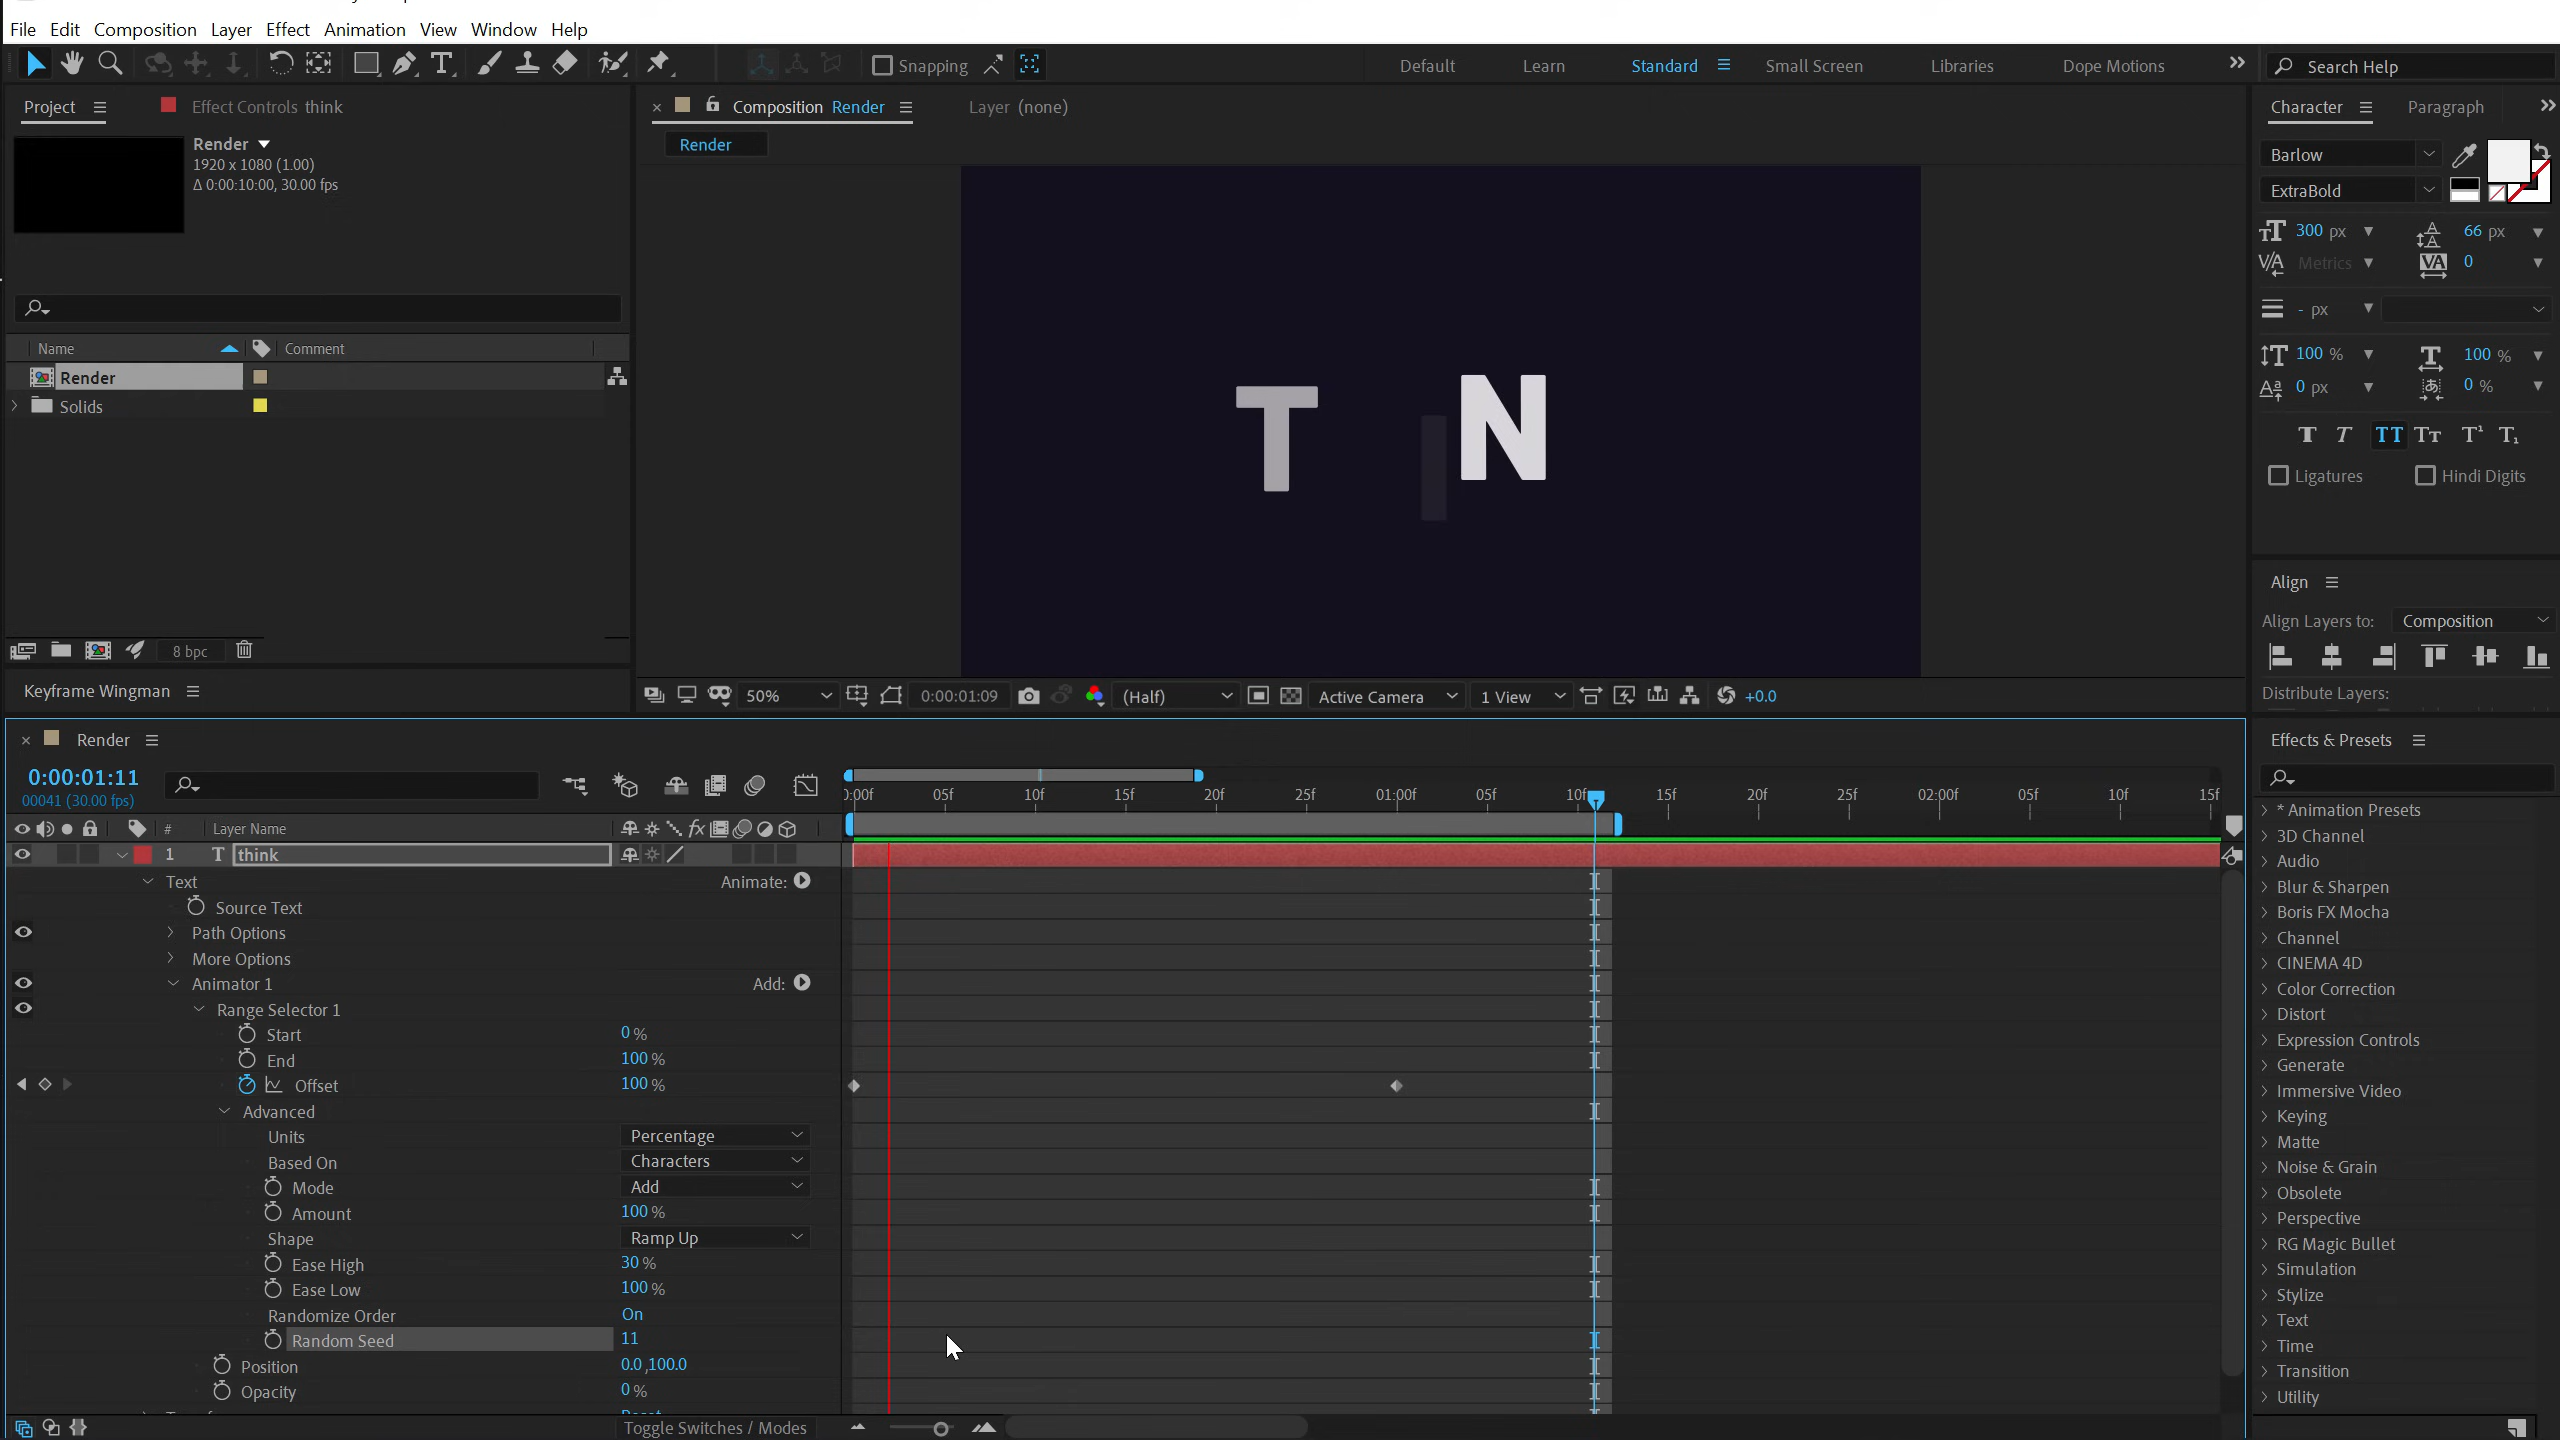 File Edit Composition Layer Effect Animation View Window Help
Snapping
Default Learn Standard Small Screen Libraries Dope Motions
Search Help
Project
Effect Controls think
Render
1920 x 1080 (1.00)
Δ 0:00:10:00, 30.00 fps
Name Comment
Render
Solids
8 bpc
Keyframe Wingman
Composition Render
Layer (none)
Render
T I N
50%
0:00:01:09
(Half)
Active Camera
1 View
+0.0
Character Paragraph
Barlow
ExtraBold
300 px 66 px
Metrics 0
- px
100 % 100 %
0 px 0 %
Ligatures Hindi Digits
Align
Align Layers to: Composition
Distribute Layers:
Render
0:00:01:11
00041 (30.00 fps)
0:00f 05f 10f 15f 20f 25f 01:00f 05f 10f 15f 20f 25f 02:00f 05f 10f 15f
# Layer Name
1 T think
Text Animate:
Source Text
Path Options
More Options
Animator 1 Add:
Range Selector 1
Start 0 %
End 100 %
Offset 100 %
Advanced
Units Percentage
Based On Characters
Mode Add
Amount 100 %
Shape Ramp Up
Ease High 30 %
Ease Low 100 %
Randomize Order On
Random Seed 11
Position 0.0 ,100.0
Opacity 0 %
Toggle Switches / Modes
Effects & Presets
* Animation Presets
3D Channel
Audio
Blur & Sharpen
Boris FX Mocha
Channel
CINEMA 4D
Color Correction
Distort
Expression Controls
Generate
Immersive Video
Keying
Matte
Noise & Grain
Obsolete
Perspective
RG Magic Bullet
Simulation
Stylize
Text
Time
Transition
Utility